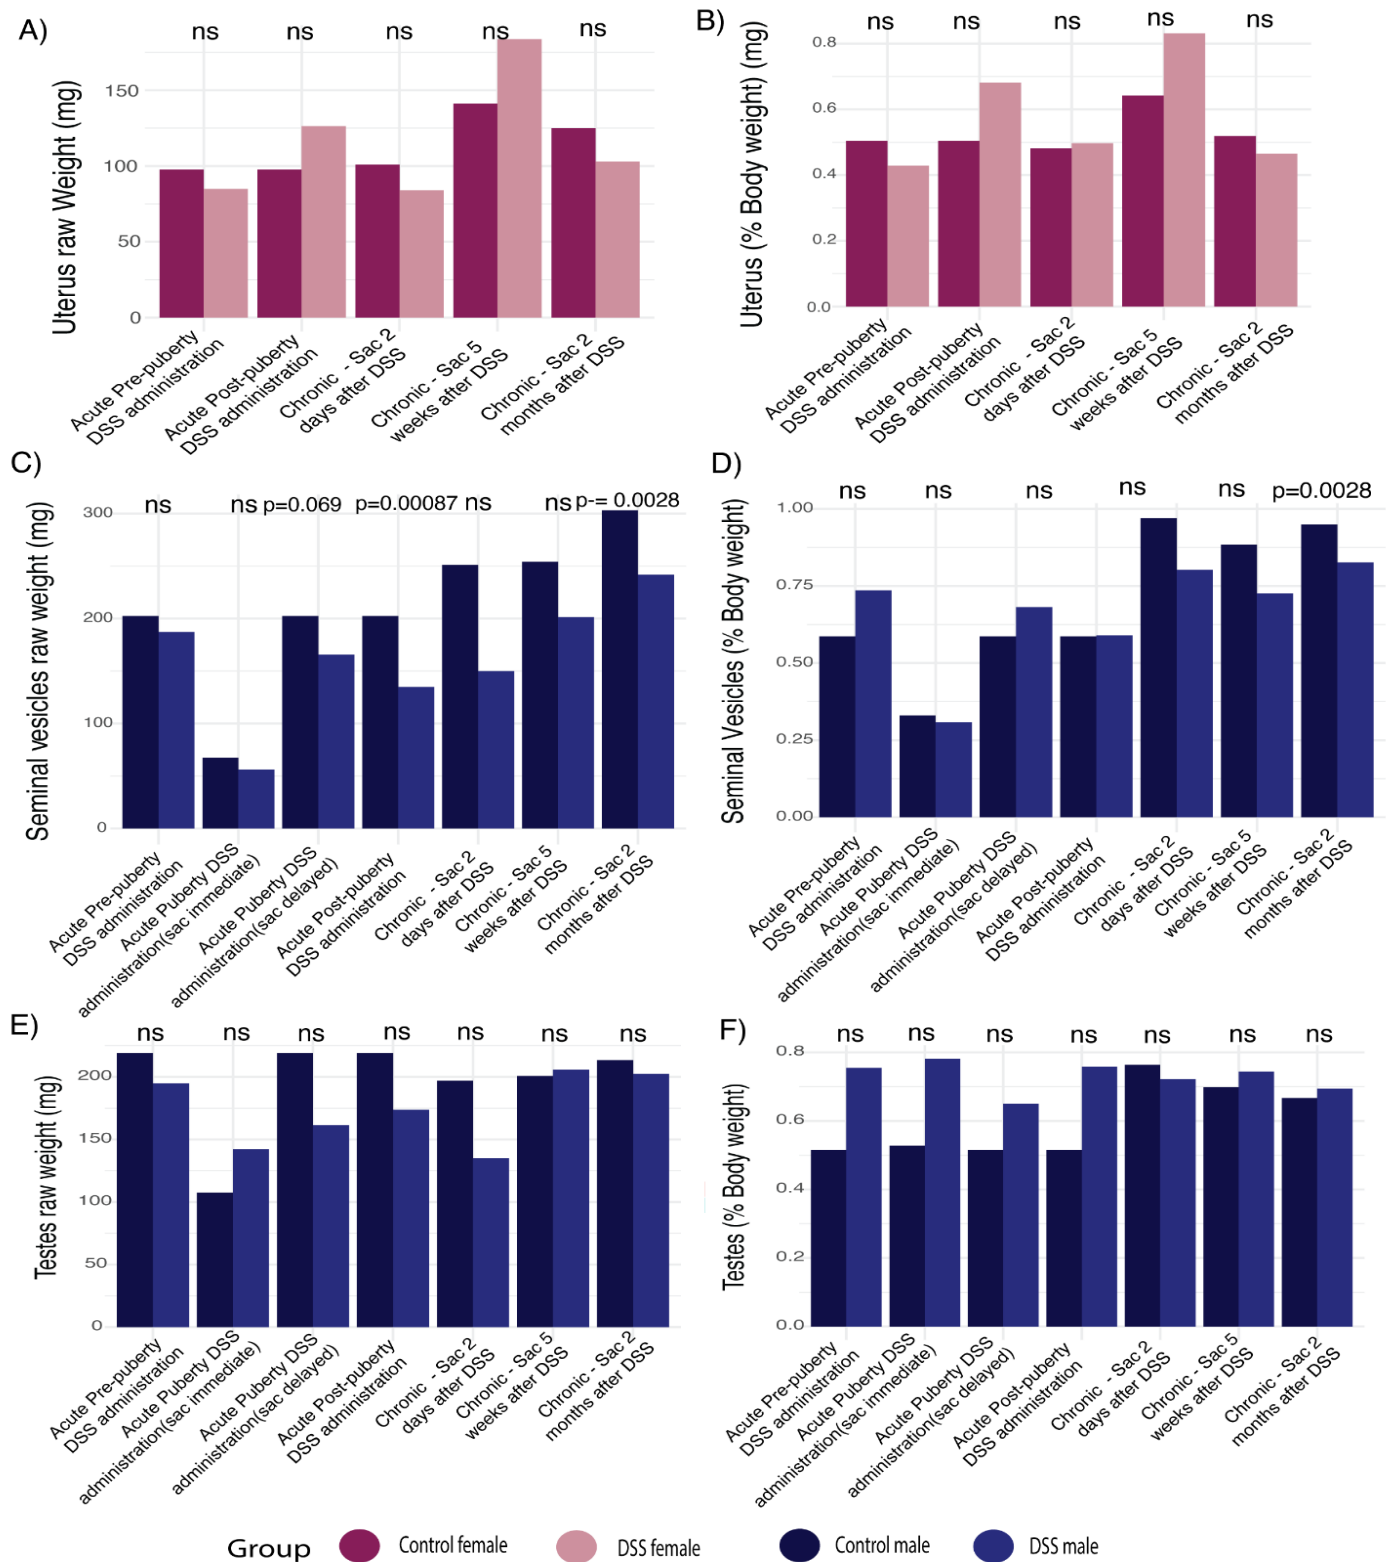 A)
ns ns ns ns ns
Uterus raw Weight (mg)
150
100
50
0
Acute Pre-puberty
DSS administration
Acute Post-puberty
DSS administration
Chronic - Sac 2
days after DSS
Chronic - Sac 5
weeks after DSS
Chronic - Sac 2
months after DSS
B)
ns ns ns ns ns
Uterus (% Body weight) (mg)
0.8
0.6
0.4
0.2
0.0
Acute Pre-puberty
DSS administration
Acute Post-puberty
DSS administration
Chronic - Sac 2
days after DSS
Chronic - Sac 5
weeks after DSS
Chronic - Sac 2
months after DSS
C)
ns ns p=0.069 p=0.00087 ns ns p-= 0.0028
Seminal vesicles raw weight (mg)
300
200
100
0
Acute Pre-puberty
DSS administration
Acute Puberty DSS
administration(sac immediate)
Acute Puberty DSS
administration(sac delayed)
Acute Post-puberty
DSS administration
Chronic - Sac 2
days after DSS
Chronic - Sac 5
weeks after DSS
Chronic - Sac 2
months after DSS
D)
ns ns ns ns ns p=0.0028
Seminal Vesicles (% Body weight)
1.00
0.75
0.50
0.25
0.00
Acute Pre-puberty
DSS administration
Acute Puberty DSS
administration(sac immediate)
Acute Puberty DSS
administration(sac delayed)
Acute Post-puberty
DSS administration
Chronic - Sac 2
days after DSS
Chronic - Sac 5
weeks after DSS
Chronic - Sac 2
months after DSS
E)
ns ns ns ns ns ns ns
Testes raw weight (mg)
200
150
100
50
0
Acute Pre-puberty
DSS administration
Acute Puberty DSS
administration(sac immediate)
Acute Puberty DSS
administration(sac delayed)
Acute Post-puberty
DSS administration
Chronic - Sac 2
days after DSS
Chronic - Sac 5
weeks after DSS
Chronic - Sac 2
months after DSS
F)
ns ns ns ns ns ns ns
Testes (% Body weight)
0.8
0.6
0.4
0.2
0.0
Acute Pre-puberty
DSS administration
Acute Puberty DSS
administration(sac immediate)
Acute Puberty DSS
administration(sac delayed)
Acute Post-puberty
DSS administration
Chronic - Sac 2
days after DSS
Chronic - Sac 5
weeks after DSS
Chronic - Sac 2
months after DSS
Group Control female DSS female Control male DSS male